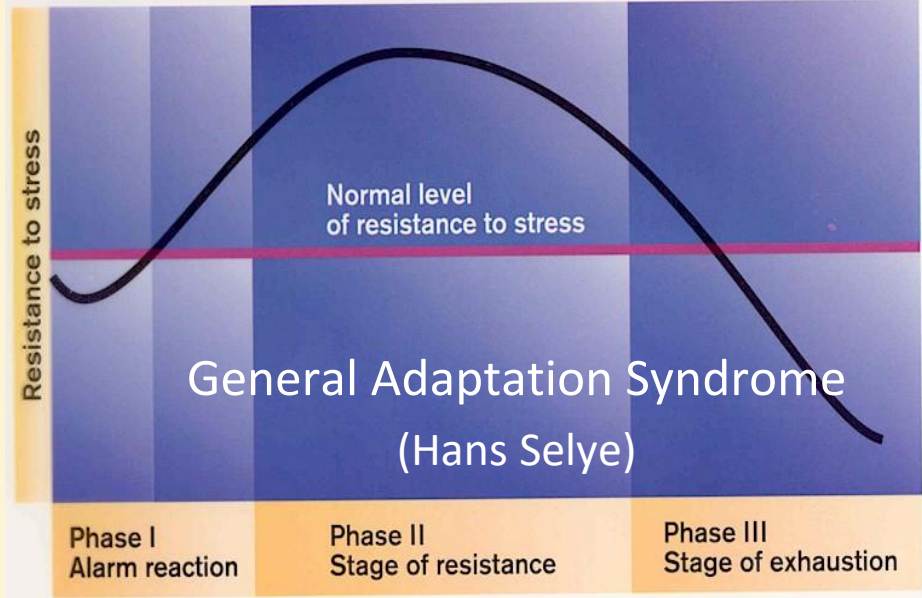 Resistance to stress
Normal level
of resistance to stress
General Adaptation Syndrome
(Hans Selye)
Phase I
Alarm reaction
Phase II
Stage of resistance
Phase III
Stage of exhaustion